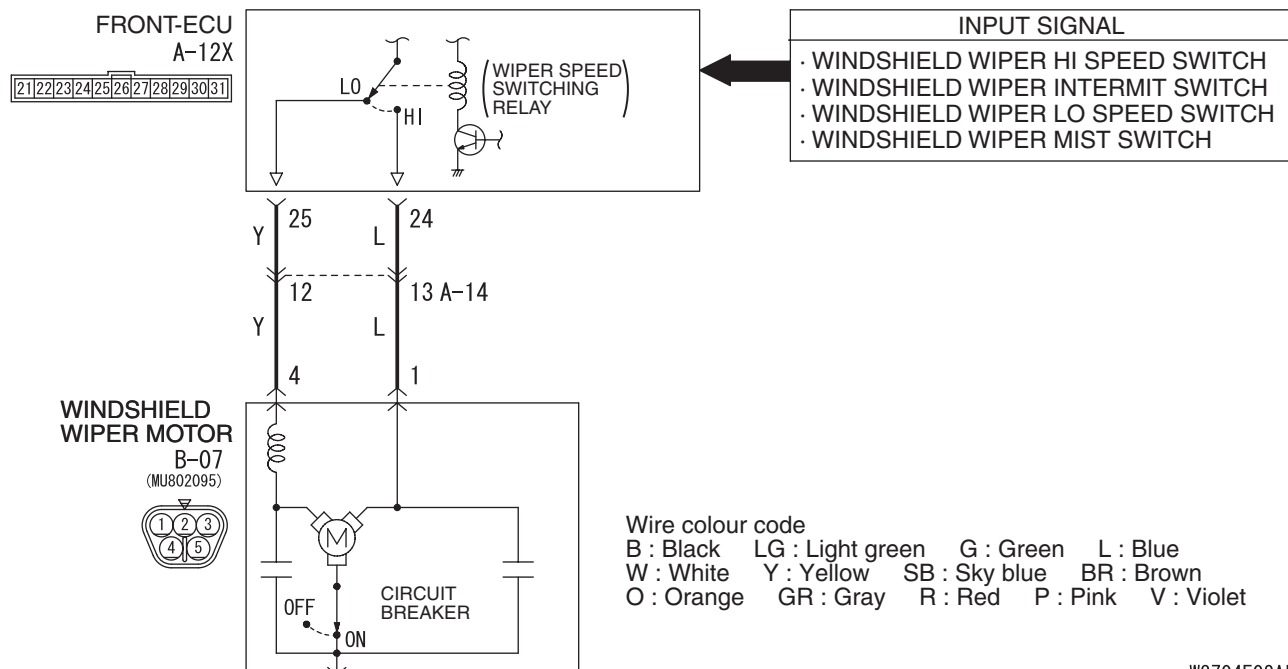 FRONT-ECU
A-12X
21 22 23 24 25 26 27 28 29 30 31
LO
HI
(WIPER SPEED
SWITCHING
RELAY)
INPUT SIGNAL
· WINDSHIELD WIPER HI SPEED SWITCH
· WINDSHIELD WIPER INTERMIT SWITCH
· WINDSHIELD WIPER LO SPEED SWITCH
· WINDSHIELD WIPER MIST SWITCH
25 24
Y L
12 13 A-14
Y L
4 1
WINDSHIELD
WIPER MOTOR
B-07
(MU802095)
1 2 3
4 5
M
CIRCUIT
BREAKER
OFF
ON
Wire colour code
B : Black LG : Light green G : Green L : Blue
W : White Y : Yellow SB : Sky blue BR : Brown
O : Orange GR : Gray R : Red P : Pink V : Violet